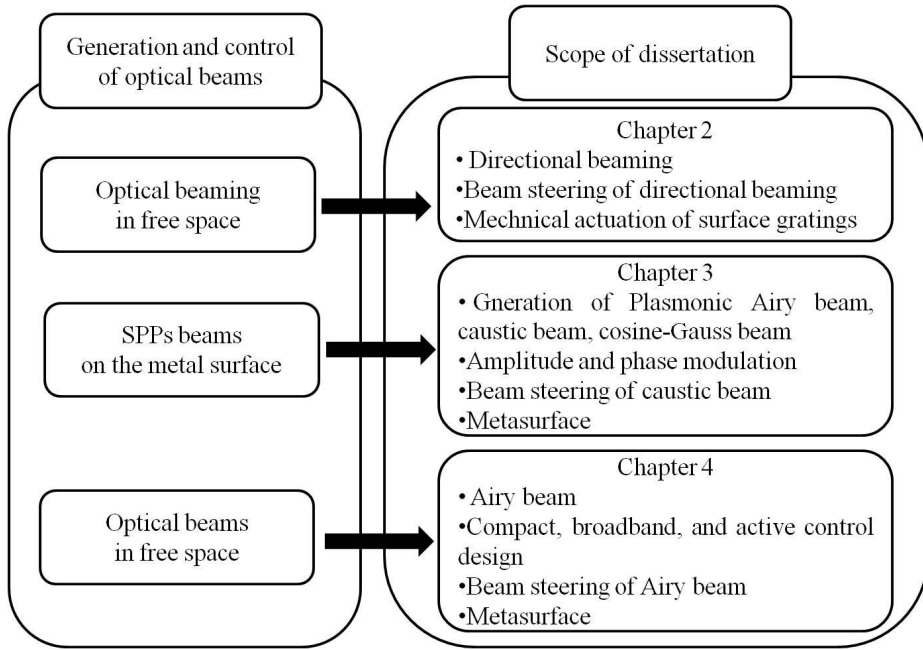 Generation and control
of optical beams
Scope of dissertation
Optical beaming
in free space
Chapter 2
• Directional beaming
•Beam steering of directional beaming
•Mechnical actuation of surface gratings
SPPs beams
on the metal surface
Chapter 3
• Gneration of Plasmonic Airy beam,
caustic beam, cosine-Gauss beam
•Amplitude and phase modulation
•Beam steering of caustic beam
•Metasurface
Optical beams
in free space
Chapter 4
• Airy beam
•Compact, broadband, and active control
design
•Beam steering of Airy beam
•Metasurface